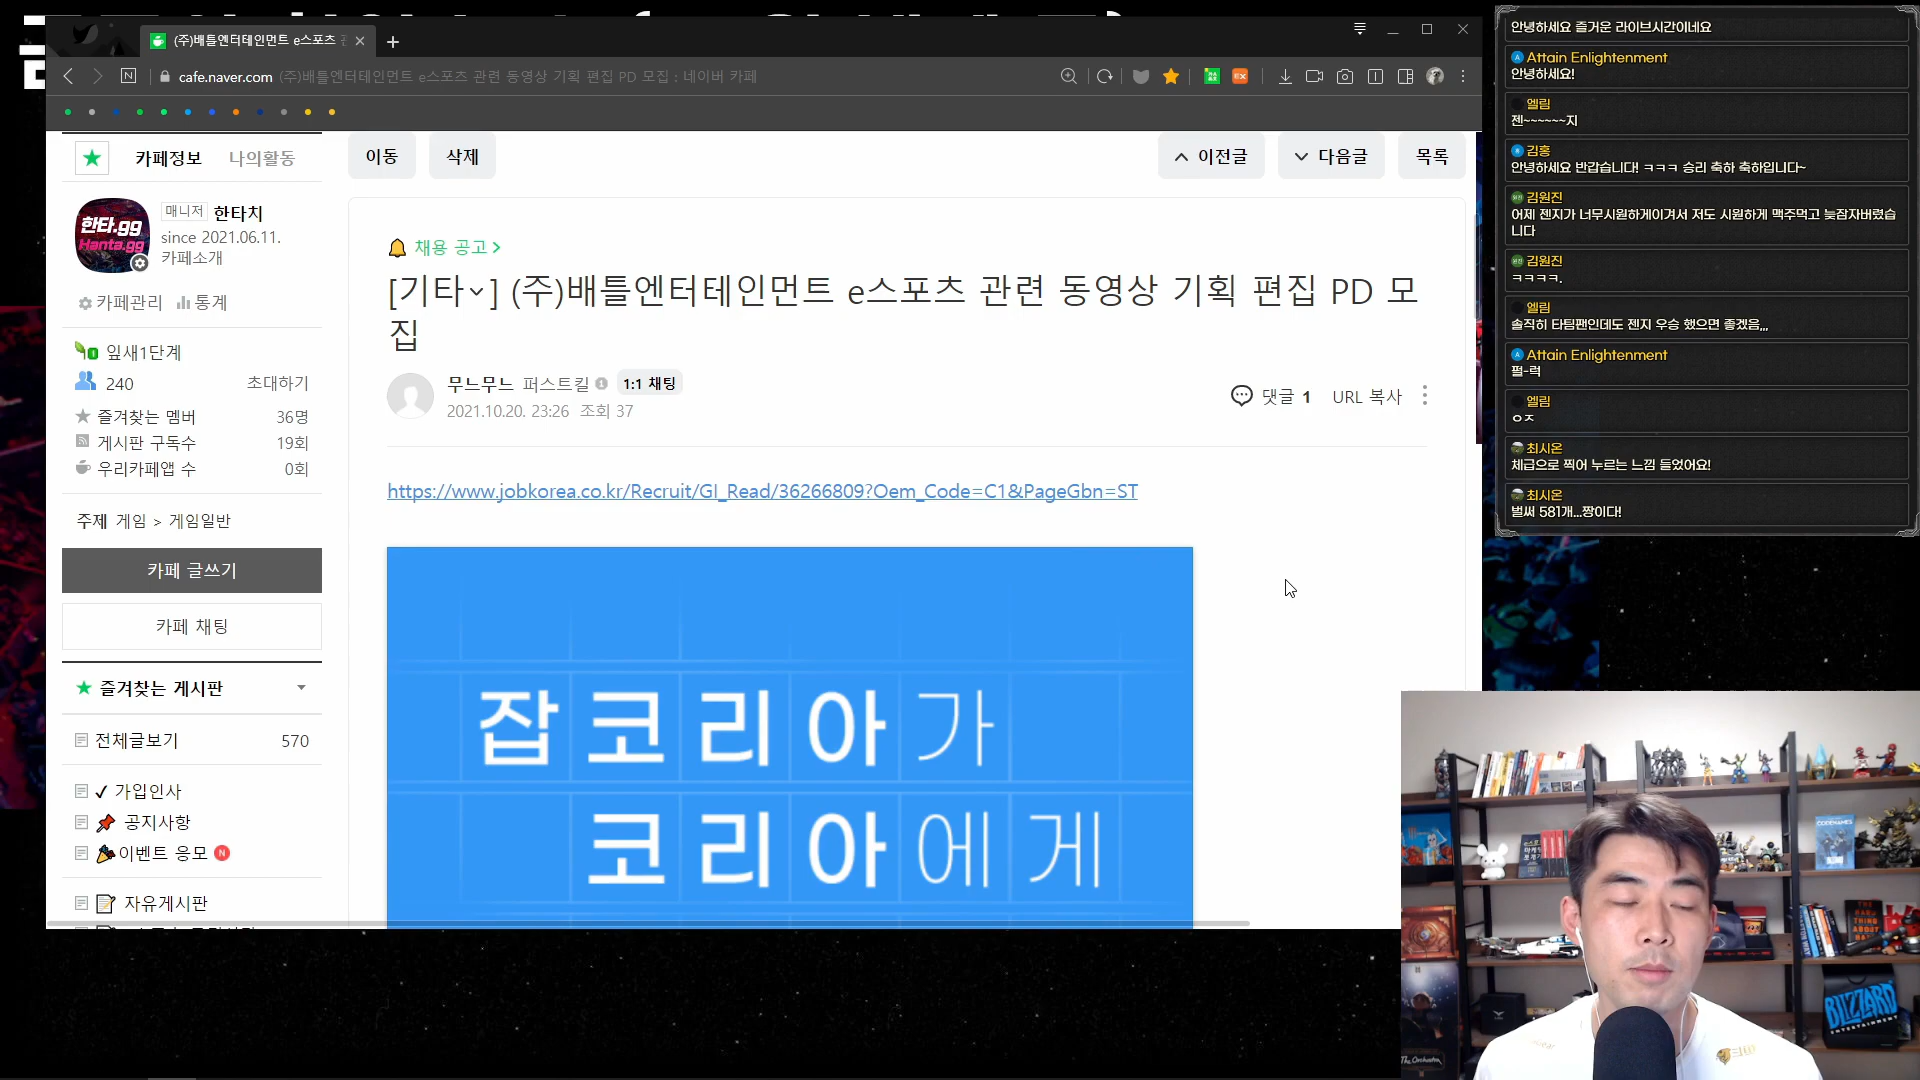 (주)배틀엔터테인먼트 e스포츠 관
cafe.naver.com (주)배틀엔터테인먼트 e스포츠 관련 동영상 기획 편집 PD 모집 : 네이버 카페
카페정보 나의활동
이동 삭제
이전글 다음글 목록
한타.gg
Hanta.gg
매니저 한타치
since 2021.06.11.
카페소개
카페관리 통계
잎새1단계
240 초대하기
즐겨찾는 멤버 36명
게시판 구독수 19회
우리카페앱 수 0회
주제 게임 > 게임일반
카페 글쓰기
카페 채팅
즐겨찾는 게시판
전체글보기 570
가입인사
공지사항
이벤트 응모 N
자유게시판
채용 공고 >
[기타] (주)배틀엔터테인먼트 e스포츠 관련 동영상 기획 편집 PD 모
집
무느무느 퍼스트킬 1:1 채팅
2021.10.20. 23:26 조회 37
댓글 1 URL 복사
https://www.jobkorea.co.kr/Recruit/GI_Read/36266809?Oem_Code=C1&PageGbn=ST
잡코리아가
코리아에게
안녕하세요 즐거운 라이브시간이네요
Attain Enlightenment
안녕하세요!
엘림
젠~~~~~~지
김홍
안녕하세요 반갑습니다! ㅋㅋㅋ 승리 축하 축하입니다~
김원진
어제 젠지가 너무시원하게이겨서 저도 시원하게 맥주먹고 늦잠자버렸습
니다
김원진
ㅋㅋㅋㅋ.
엘림
솔직히 타팀팬인데도 젠지 우승 했으면 좋겠음,,,
Attain Enlightenment
펄-럭
엘림
ㅇㅈ
최시온
체급으로 찍어 누르는 느낌 들었어요!
최시온
벌써 581개...짱이다!
CODENAMES
BLIZZARD
ENTERTAINMENT